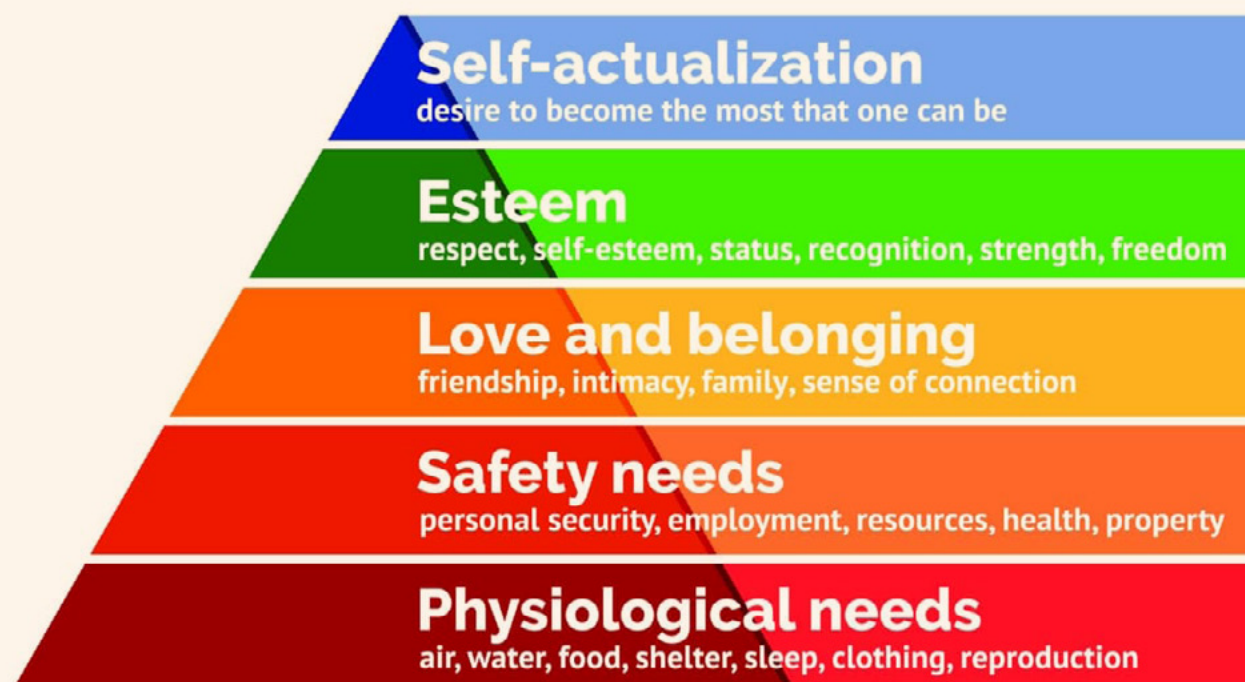 Self-actualization
desire to become the most that one can be
Esteem
respect, self-esteem, status, recognition, strength, freedom
Love and belonging
friendship, intimacy, family, sense of connection
Safety needs
personal security, employment, resources, health, property
Physiological needs
air, water, food, shelter, sleep, clothing, reproduction